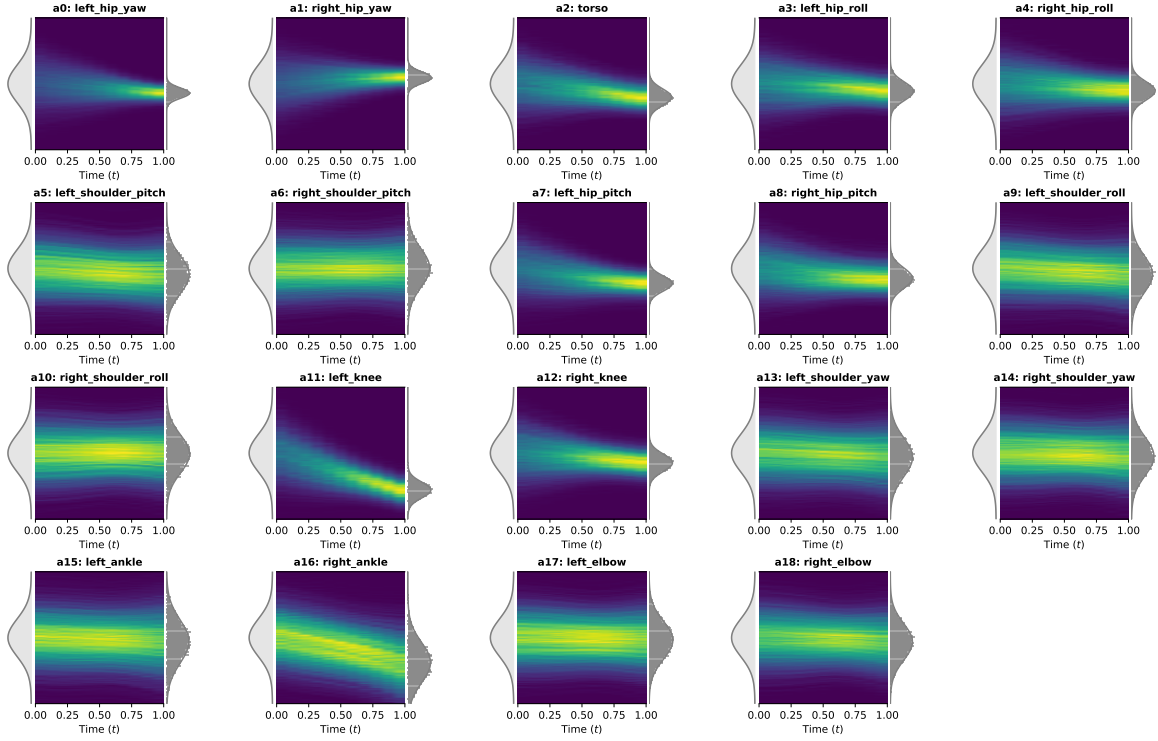 a0: left_hip_yaw
a1: right_hip_yaw
a2: torso
a3: left_hip_roll
a4: right_hip_roll
0.00 0.25 0.50 0.75 1.00
0.00 0.25 0.50 0.75 1.00
0.00 0.25 0.50 0.75 1.00
0.00 0.25 0.50 0.75 1.00
0.00 0.25 0.50 0.75 1.00
Time (t)
Time (t)
Time (t)
Time (t)
Time (t)
a5: left_shoulder_pitch
a6: right_shoulder_pitch
a7: left_hip_pitch
a8: right_hip_pitch
a9: left_shoulder_roll
0.00 0.25 0.50 0.75 1.00
0.00 0.25 0.50 0.75 1.00
0.00 0.25 0.50 0.75 1.00
0.00 0.25 0.50 0.75 1.00
0.00 0.25 0.50 0.75 1.00
Time (t)
Time (t)
Time (t)
Time (t)
Time (t)
a10: right_shoulder_roll
a11: left_knee
a12: right_knee
a13: left_shoulder_yaw
a14: right_shoulder_yaw
0.00 0.25 0.50 0.75 1.00
0.00 0.25 0.50 0.75 1.00
0.00 0.25 0.50 0.75 1.00
0.00 0.25 0.50 0.75 1.00
0.00 0.25 0.50 0.75 1.00
Time (t)
Time (t)
Time (t)
Time (t)
Time (t)
a15: left_ankle
a16: right_ankle
a17: left_elbow
a18: right_elbow
0.00 0.25 0.50 0.75 1.00
0.00 0.25 0.50 0.75 1.00
0.00 0.25 0.50 0.75 1.00
0.00 0.25 0.50 0.75 1.00
Time (t)
Time (t)
Time (t)
Time (t)